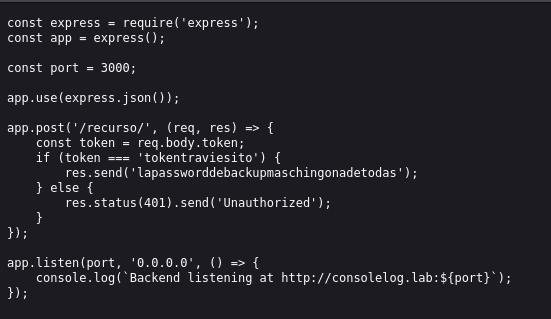 const express = require('express');
const app = express();

const port = 3000;

app.use(express.json());

app.post('/recurso/', (req, res) => {
    const token = req.body.token;
    if (token === 'tokentraviesito') {
        res.send('lapassworddebackupmaschingonadetodas');
    } else {
        res.status(401).send('Unauthorized');
    }
});

app.listen(port, '0.0.0.0', () => {
    console.log(`Backend listening at http://consolelog.lab:${port}`);
});